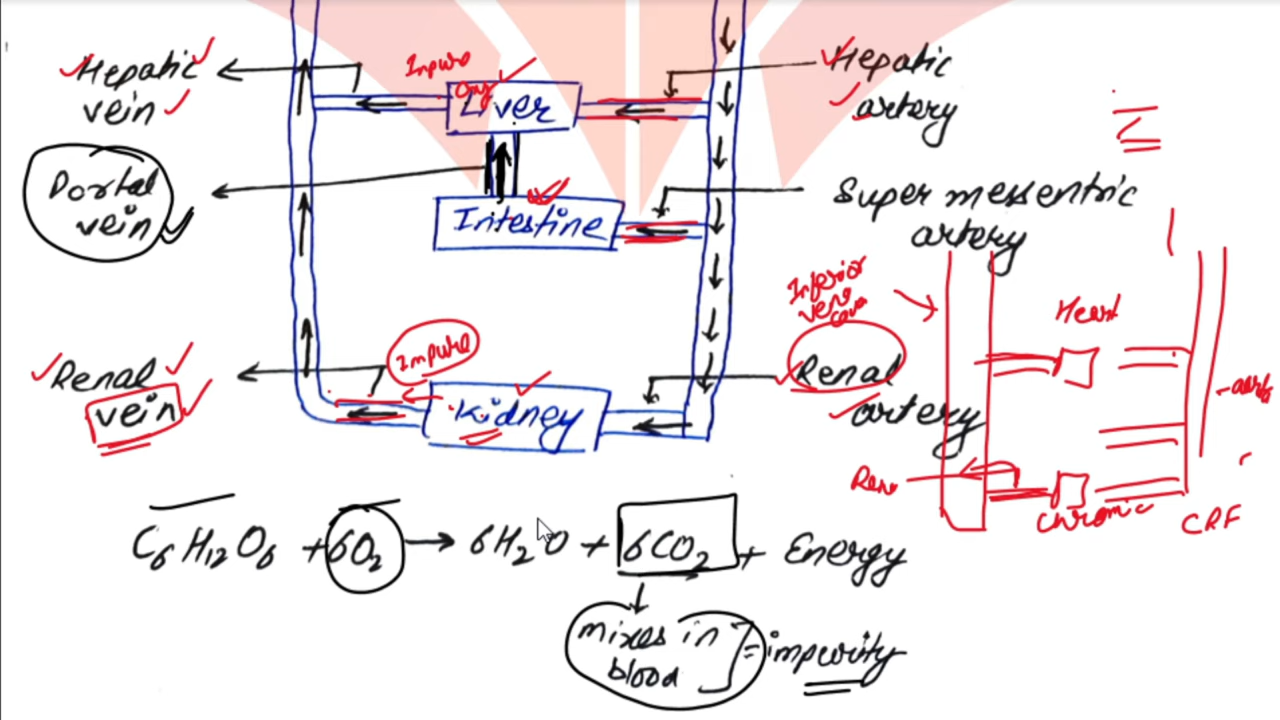 Hepatic
vein
Impure
Only
Liver
Hepatic
artery
Portal
vein
Intestine
Super messentric
artery
Inferior
vena
cava
Heart
Renal
vein
Impure
Kidney
Renal
artery
Chronic
CRF
C6H12O6 + 6O2 → 6H2O + 6CO2 + Energy
mixes in
blood
= impurity